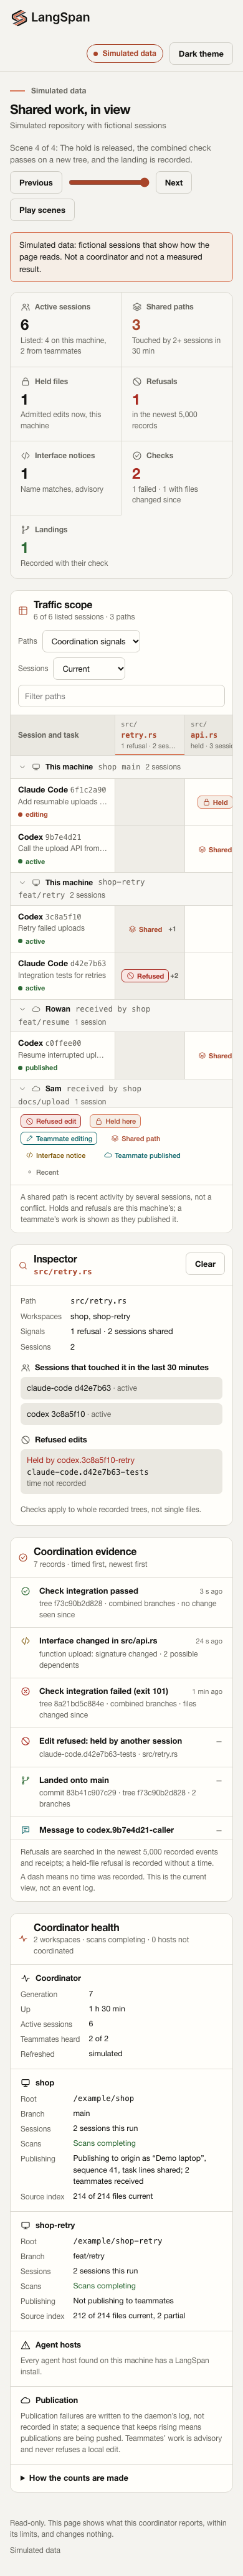 LangSpan
Simulated data
Dark theme
Simulated data
Shared work, in view
Simulated repository with fictional sessions
Scene 4 of 4: The hold is released, the combined check
passes on a new tree, and the landing is recorded.
Previous
Next
Play scenes
Simulated data: fictional sessions that show how the
page reads. Not a coordinator and not a measured
result.
Active sessions
6
Listed: 4 on this machine,
2 from teammates
Shared paths
3
Touched by 2+ sessions in
30 min
Held files
1
Admitted edits now, this
machine
Refusals
1
in the newest 5,000
records
Interface notices
1
Name matches, advisory
Checks
2
1 failed · 1 with files
changed since
Landings
1
Recorded with their check
Traffic scope
6 of 6 listed sessions · 3 paths
Paths
Coordination signals
Sessions
Current
Filter paths
Session and task
src/
retry.rs
1 refusal · 2 ses…
src/
api.rs
held · 3 sessi
This machine shop main 2 sessions
Claude Code 6f1c2a90
Add resumable uploads …
editing
Held
Codex 9b7e4d21
Call the upload API from…
active
Shared
This machine shop-retry
feat/retry 2 sessions
Codex 3c8a5f10
Retry failed uploads
active
Shared +1
Claude Code d42e7b63
Integration tests for retries
active
Refused +2
Rowan received by shop
feat/resume 1 session
Codex c0ffee00
Resume interrupted upl…
published
Shared
Sam received by shop
docs/upload 1 session
Refused edit
Held here
Teammate editing
Shared path
Interface notice
Teammate published
Recent
A shared path is recent activity by several sessions, not a
conflict. Holds and refusals are this machine's; a
teammate's work is shown as they published it.
Inspector
src/retry.rs
Clear
Path src/retry.rs
Workspaces shop, shop-retry
Signals 1 refusal · 2 sessions shared
Sessions 2
Sessions that touched it in the last 30 minutes
claude-code d42e7b63 · active
codex 3c8a5f10 · active
Refused edits
Held by codex.3c8a5f10-retry
claude-code.d42e7b63-tests
time not recorded
Checks apply to whole recorded trees, not single files.
Coordination evidence
7 records · timed first, newest first
Check integration passed 3 s ago
tree f73c90b2d828 · combined branches · no change
seen since
Interface changed in src/api.rs 24 s ago
function upload: signature changed · 2 possible
dependents
Check integration failed (exit 101) 1 min ago
tree 8a21bd5c884e · combined branches · files
changed since
Edit refused: held by another session —
claude-code.d42e7b63-tests · src/retry.rs
Landed onto main —
commit 83b41c907c29 · tree f73c90b2d828 · 2
branches
Message to codex.9b7e4d21-caller —
Refusals are searched in the newest 5,000 recorded events
and receipts; a held-file refusal is recorded without a time.
A dash means no time was recorded. This is the current
view, not an event log.
Coordinator health
2 workspaces · scans completing · 0 hosts not
coordinated
Coordinator
Generation 7
Up 1 h 30 min
Active sessions 6
Teammates heard 2 of 2
Refreshed simulated
shop
Root /example/shop
Branch main
Sessions 2 sessions this run
Scans Scans completing
Publishing Publishing to origin as “Demo laptop”,
sequence 41, task lines shared; 2
teammates received
Source index 214 of 214 files current
shop-retry
Root /example/shop-retry
Branch feat/retry
Sessions 2 sessions this run
Scans Scans completing
Publishing Not publishing to teammates
Source index 212 of 214 files current, 2 partial
Agent hosts
Every agent host found on this machine has a LangSpan
install.
Publication
Publication failures are written to the daemon's log, not
recorded in state; a sequence that keeps rising means
publications are being pushed. Teammates' work is advisory
and never refuses a local edit.
How the counts are made
Read-only. This page shows what this coordinator reports, within
its limits, and changes nothing.
Simulated data